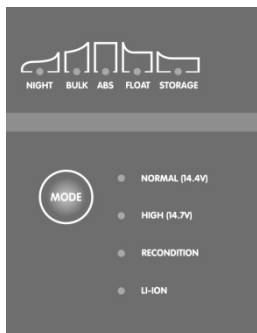 NIGHT BULK ABS FLOAT STORAGE
MODE
NORMAL (14.4V)
HIGH (14.7V)
RECONDITION
LI-ION